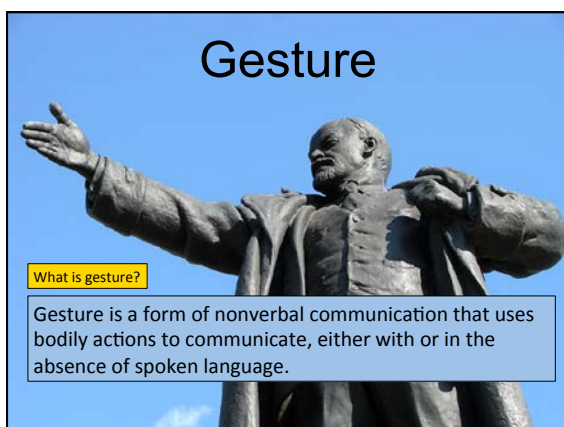 Gesture
What is gesture?
Gesture is a form of nonverbal communication that uses
bodily actions to communicate, either with or in the
absence of spoken language.